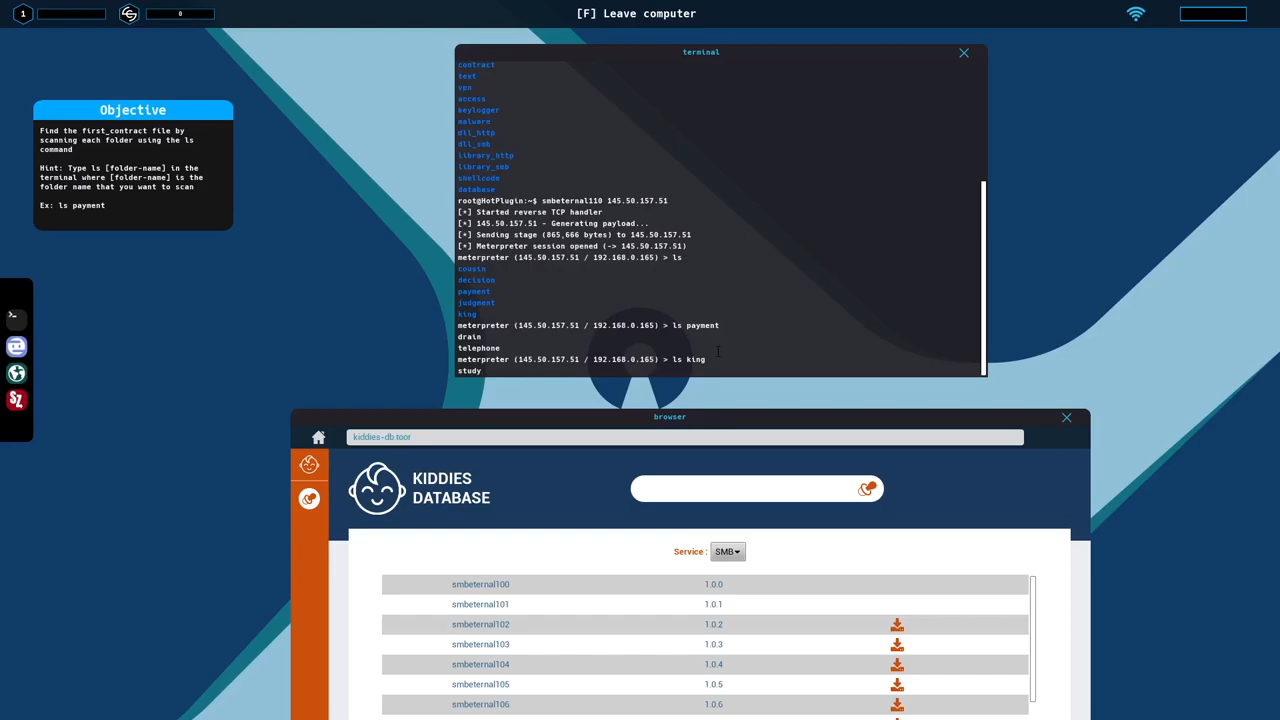 1
0
[F] Leave computer
terminal
contract
text
vpn
access
keylogger
malware
dll_http
dll_smb
library_http
library_smb
shellcode
database
root@HotPlugin:~$ smbeternal110 145.50.157.51
[*] Started reverse TCP handler
[*] 145.50.157.51 - Generating payload...
[*] Sending stage (865,666 bytes) to 145.50.157.51
[*] Meterpreter session opened (-> 145.50.157.51)
meterpreter (145.50.157.51 / 192.168.0.165) > ls
cousin
decision
payment
judgment
king
meterpreter (145.50.157.51 / 192.168.0.165) > ls payment
drain
telephone
meterpreter (145.50.157.51 / 192.168.0.165) > ls king
study
Objective
Find the first_contract file by
scanning each folder using the ls
command
Hint: Type ls [folder-name] in the
terminal where [folder-name] is the
folder name that you want to scan
Ex: ls payment
SZ
browser
kiddies-db.toor
KIDDIES
DATABASE
Service : SMB
smbeternal100 1.0.0
smbeternal101 1.0.1
smbeternal102 1.0.2
smbeternal103 1.0.3
smbeternal104 1.0.4
smbeternal105 1.0.5
smbeternal106 1.0.6